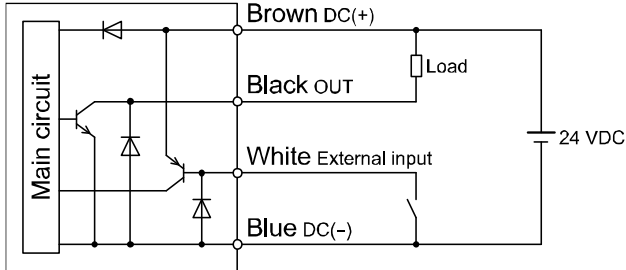 Brown DC(+)
Load
Black OUT
Main circuit
24 VDC
White External input
Blue DC(−)